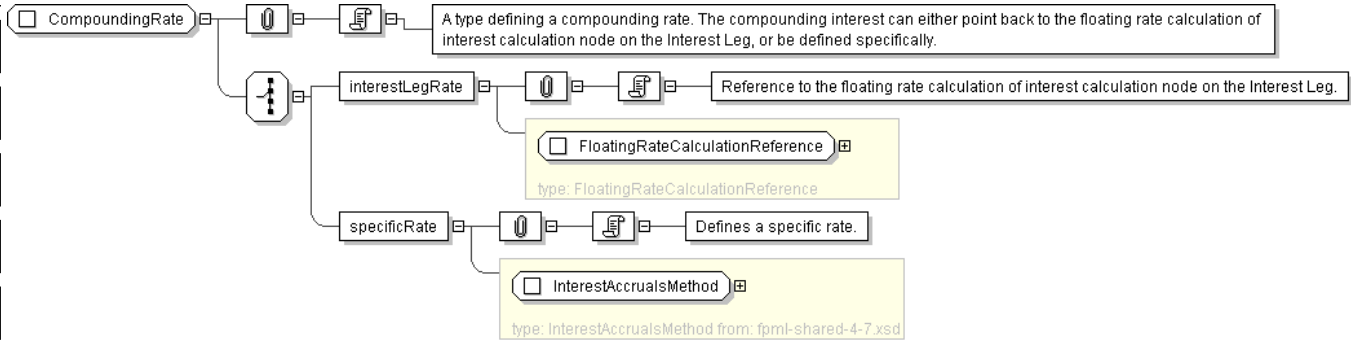 CompoundingRate
A type defining a compounding rate. The compounding interest can either point back to the floating rate calculation of
interest calculation node on the Interest Leg, or be defined specifically.
interestLegRate
Reference to the floating rate calculation of interest calculation node on the Interest Leg.
FloatingRateCalculationReference
type: FloatingRateCalculationReference
specificRate
Defines a specific rate.
InterestAccrualsMethod
type: InterestAccrualsMethod from: fpml-shared-4-7.xsd